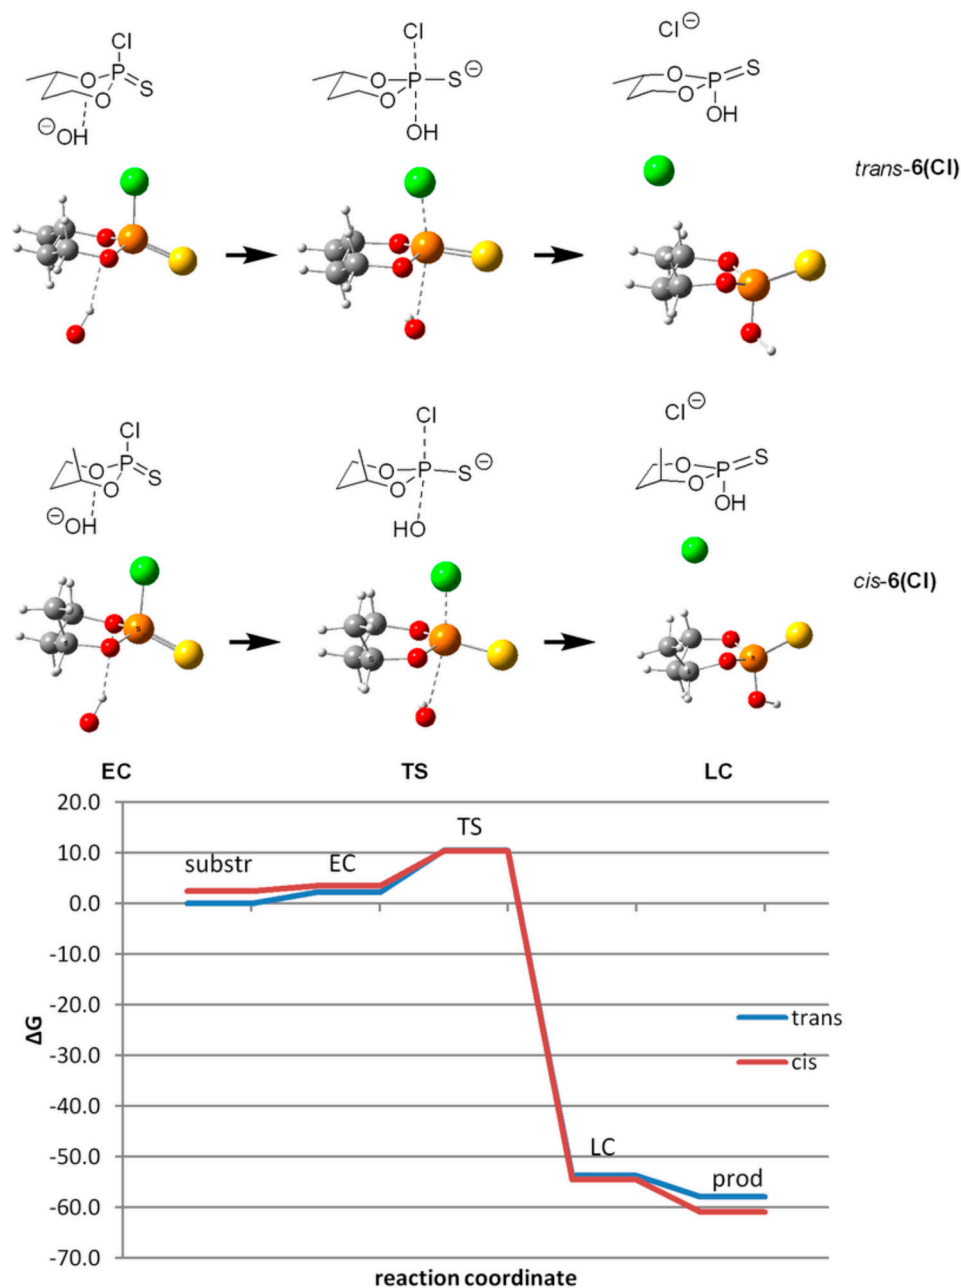 Cl
O
P
O
S
⊖OH
Cl
O
P
S⊖
O
OH
Cl⊖
O
P
S
O
OH
trans-6(Cl)
Cl
O
P
O
S
⊖OH
Cl
O
P
S⊖
O
HO
Cl⊖
O
P
S
O
OH
cis-6(Cl)
EC
TS
LC
20.0
10.0
0.0
-10.0
-20.0
-30.0
-40.0
-50.0
-60.0
-70.0
ΔG
substr
EC
TS
LC
prod
trans
cis
reaction coordinate